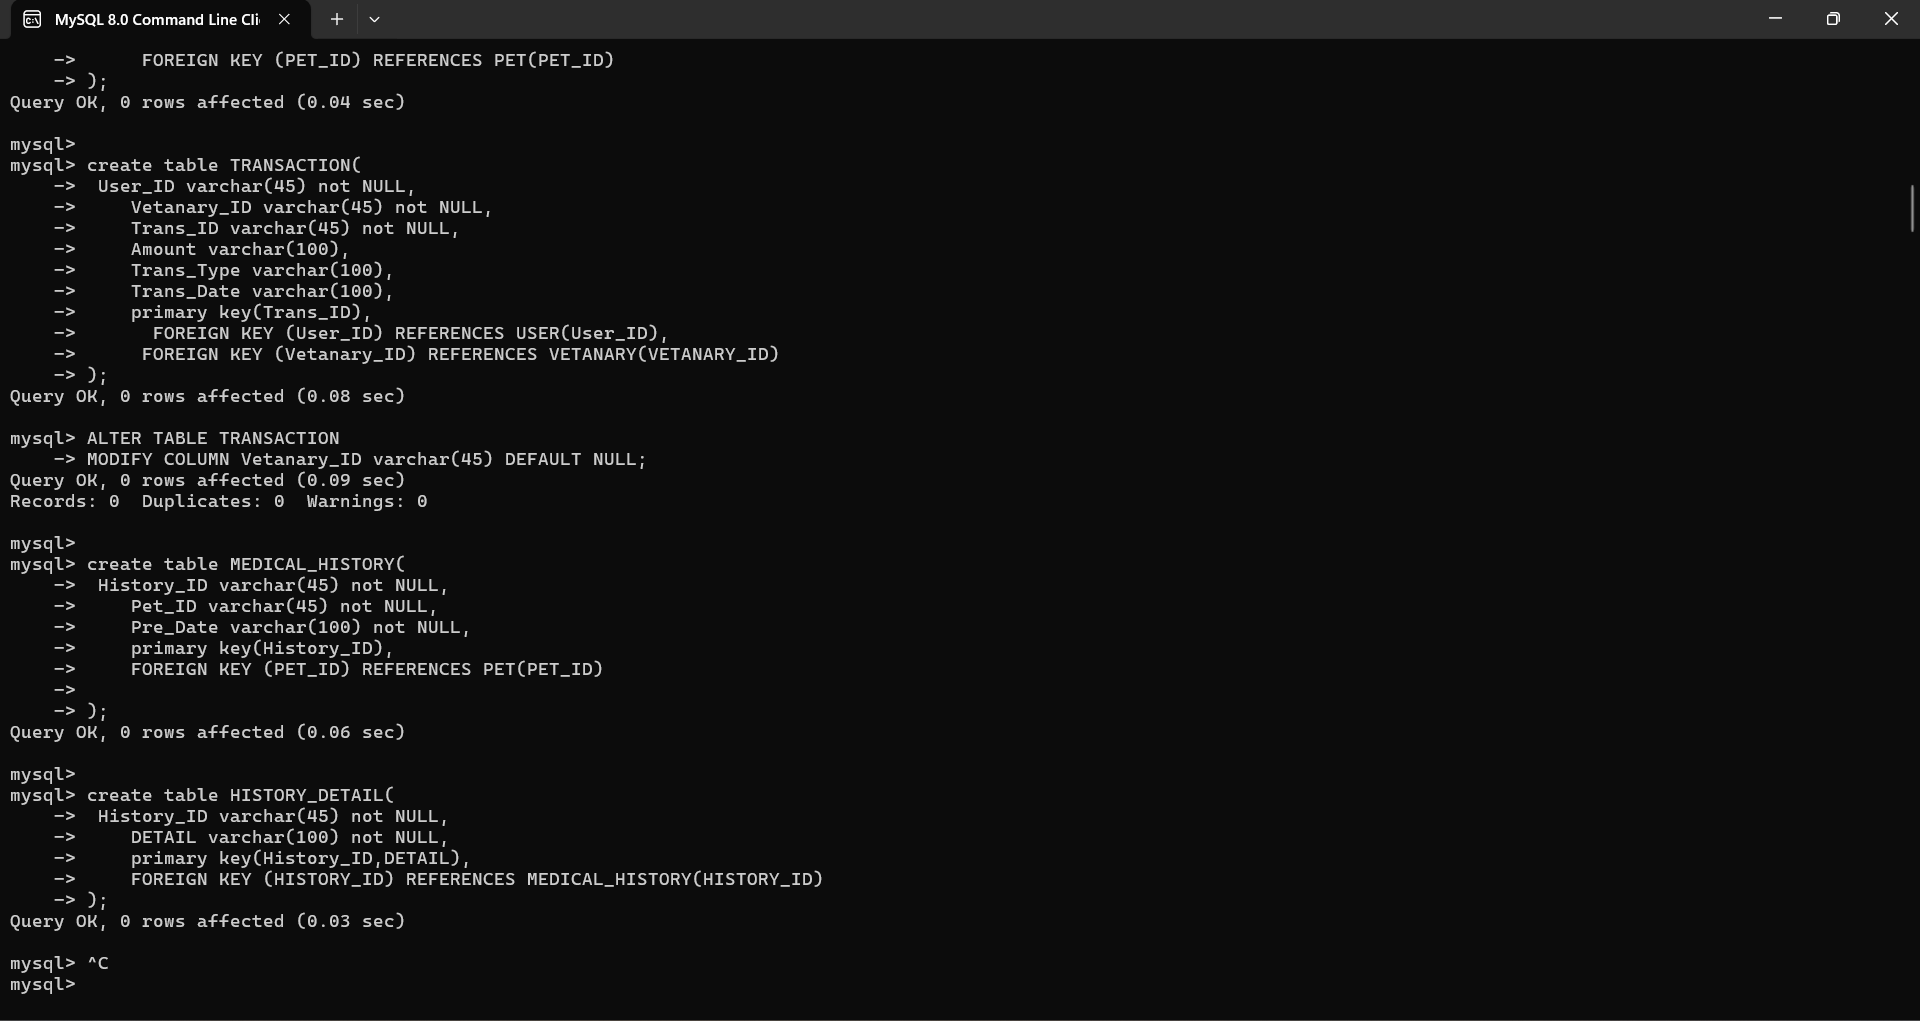 MySQL 8.0 Command Line Cli
-> FOREIGN KEY (PET_ID) REFERENCES PET(PET_ID)
-> );
Query OK, 0 rows affected (0.04 sec)
mysql>
mysql> create table TRANSACTION(
-> User_ID varchar(45) not NULL,
-> Vetanary_ID varchar(45) not NULL,
-> Trans_ID varchar(45) not NULL,
-> Amount varchar(100),
-> Trans_Type varchar(100),
-> Trans_Date varchar(100),
-> primary key(Trans_ID),
-> FOREIGN KEY (User_ID) REFERENCES USER(User_ID),
-> FOREIGN KEY (Vetanary_ID) REFERENCES VETANARY(VETANARY_ID)
-> );
Query OK, 0 rows affected (0.08 sec)
mysql> ALTER TABLE TRANSACTION
-> MODIFY COLUMN Vetanary_ID varchar(45) DEFAULT NULL;
Query OK, 0 rows affected (0.09 sec)
Records: 0  Duplicates: 0  Warnings: 0
mysql>
mysql> create table MEDICAL_HISTORY(
-> History_ID varchar(45) not NULL,
-> Pet_ID varchar(45) not NULL,
-> Pre_Date varchar(100) not NULL,
-> primary key(History_ID),
-> FOREIGN KEY (PET_ID) REFERENCES PET(PET_ID)
->
-> );
Query OK, 0 rows affected (0.06 sec)
mysql>
mysql> create table HISTORY_DETAIL(
-> History_ID varchar(45) not NULL,
-> DETAIL varchar(100) not NULL,
-> primary key(History_ID,DETAIL),
-> FOREIGN KEY (HISTORY_ID) REFERENCES MEDICAL_HISTORY(HISTORY_ID)
-> );
Query OK, 0 rows affected (0.03 sec)
mysql> ^C
mysql>